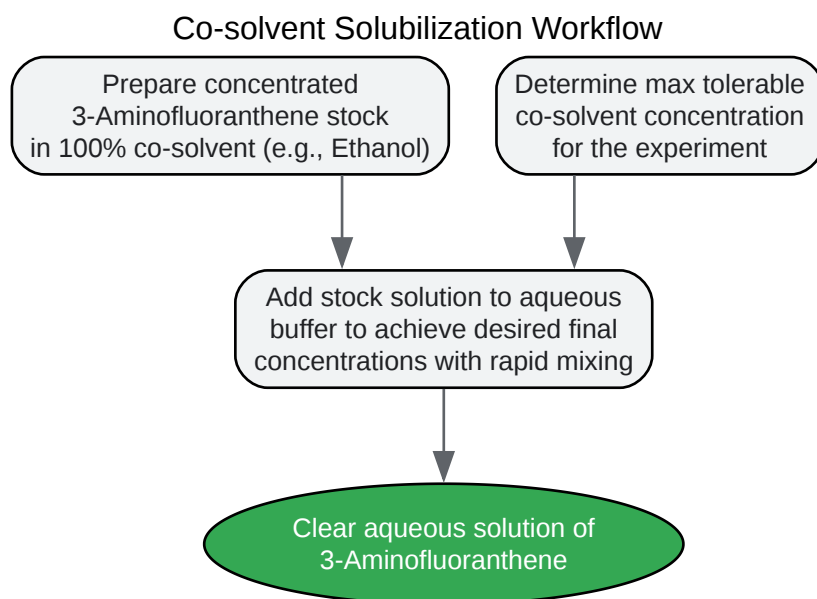 Co-solvent Solubilization Workflow
Prepare concentrated
3-Aminofluoranthene stock
in 100% co-solvent (e.g., Ethanol)
Determine max tolerable
co-solvent concentration
for the experiment
Add stock solution to aqueous
buffer to achieve desired final
concentrations with rapid mixing
Clear aqueous solution of
3-Aminofluoranthene